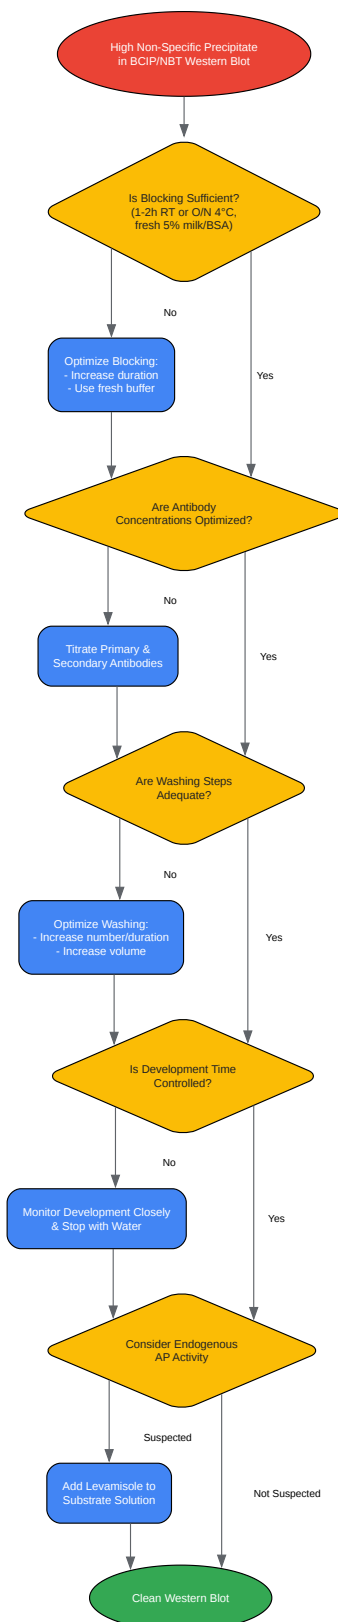 High Non-Specific Precipitate
in BCIP/NBT Western Blot
Is Blocking Sufficient?
(1-2h RT or O/N 4°C,
fresh 5% milk/BSA)
No
Optimize Blocking:
- Increase duration
- Use fresh buffer
Yes
Are Antibody
Concentrations Optimized?
No
Titrate Primary &
Secondary Antibodies
Yes
Are Washing Steps
Adequate?
No
Optimize Washing:
- Increase number/duration
- Increase volume
Yes
Is Development Time
Controlled?
No
Monitor Development Closely
& Stop with Water
Yes
Consider Endogenous
AP Activity
Suspected
Add Levamisole to
Substrate Solution
Not Suspected
Clean Western Blot